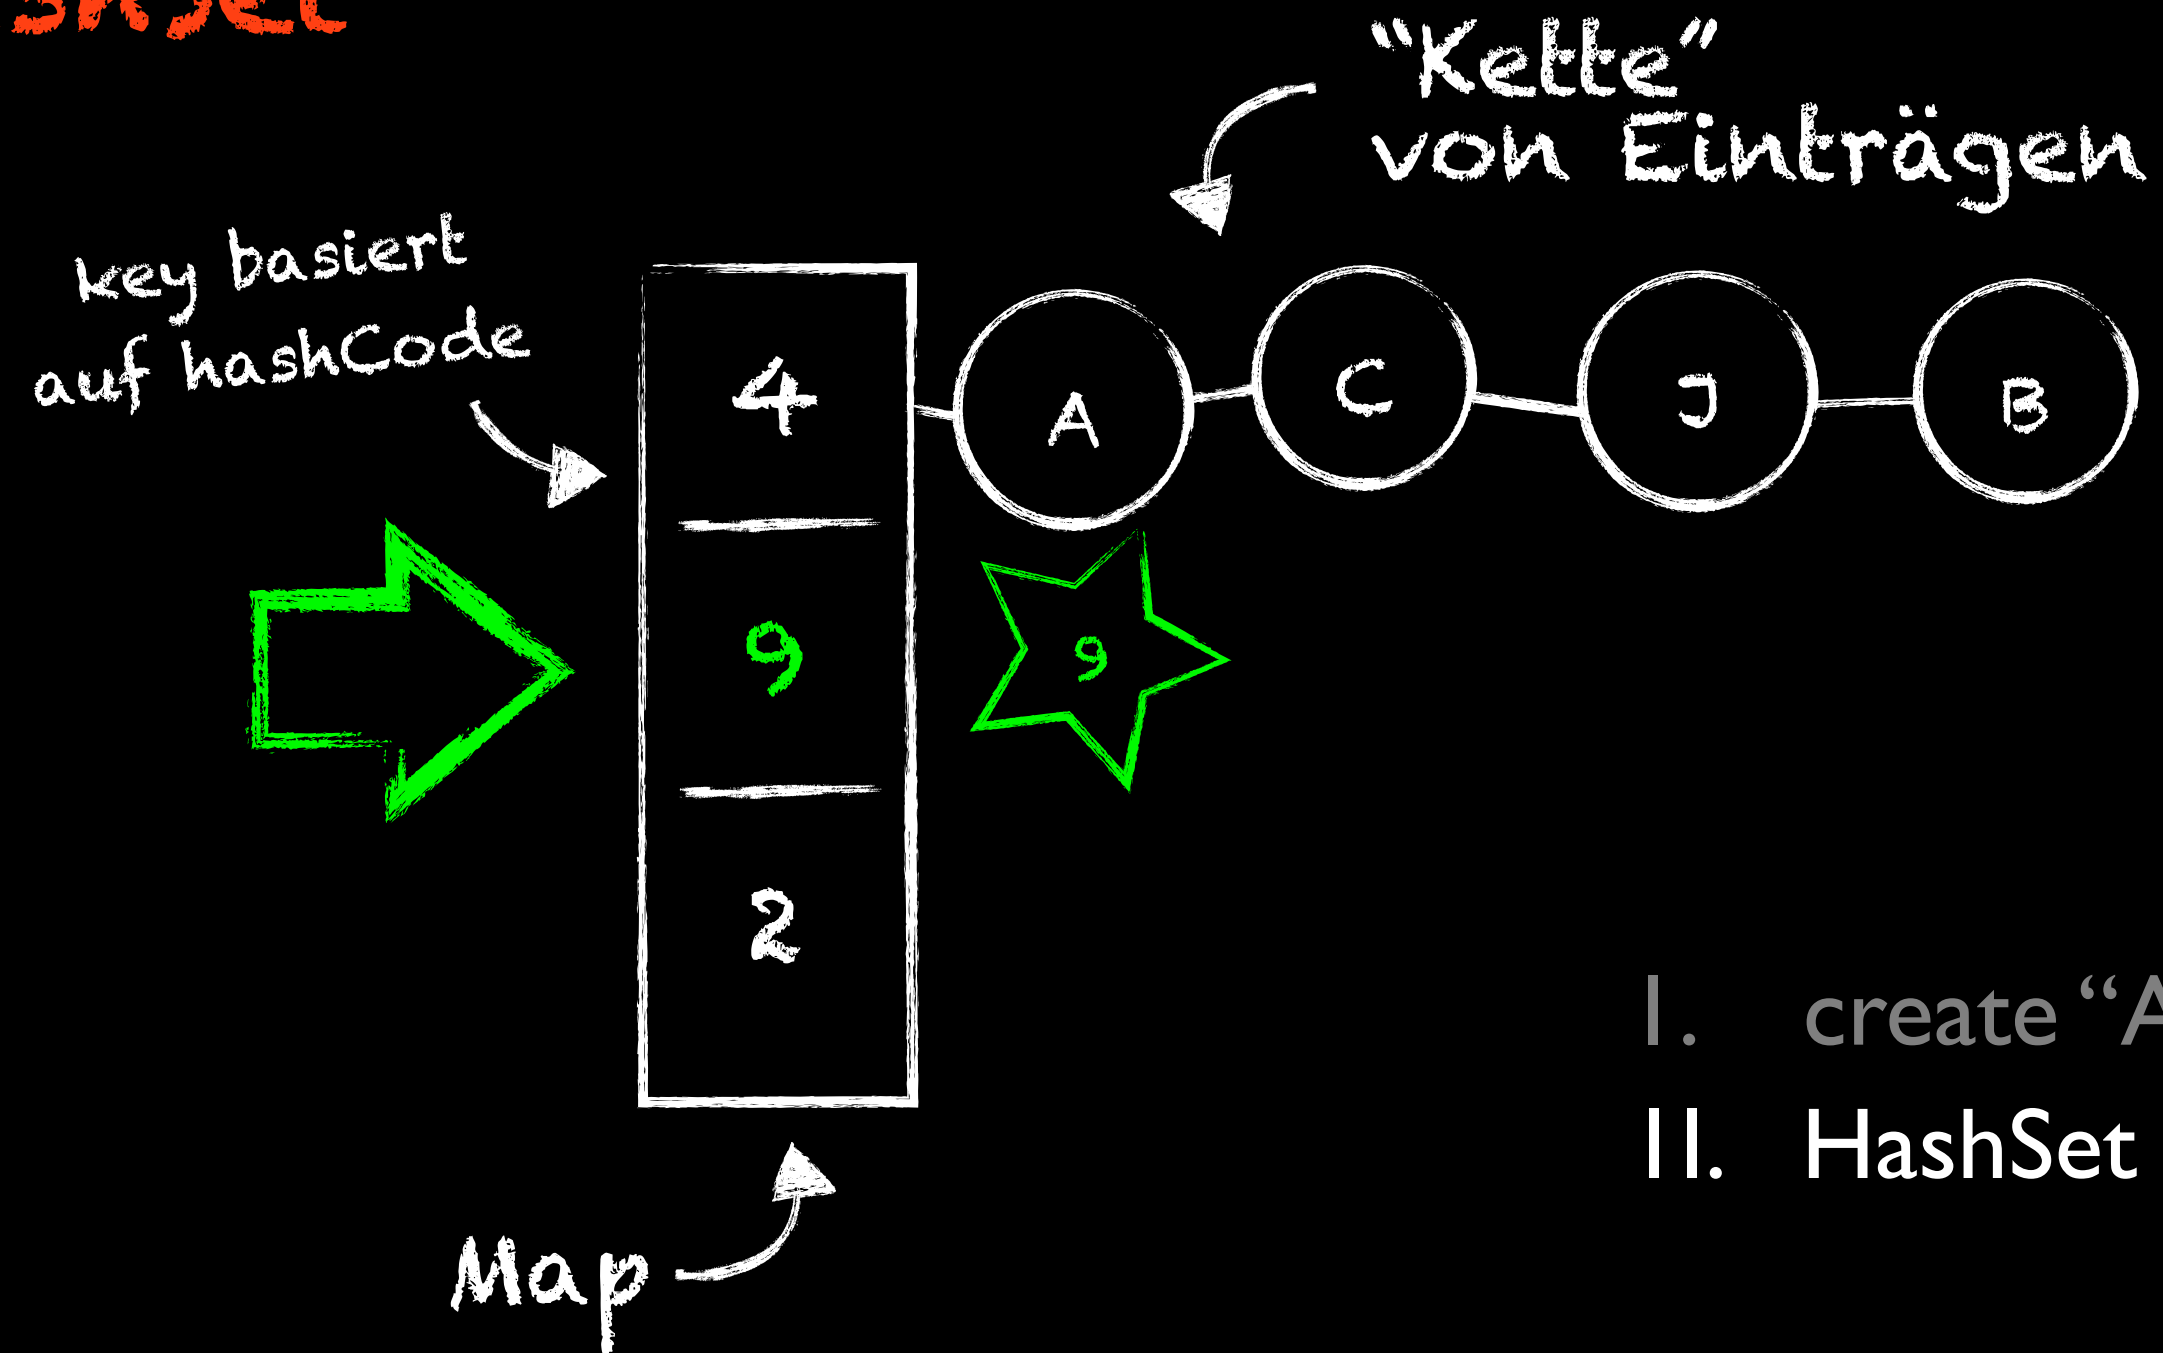 “Kette”
von Einträgen
key basiert
auf hashCode
4
A
C
J
B
9
9
2
I. create “A
II. HashSet
Map